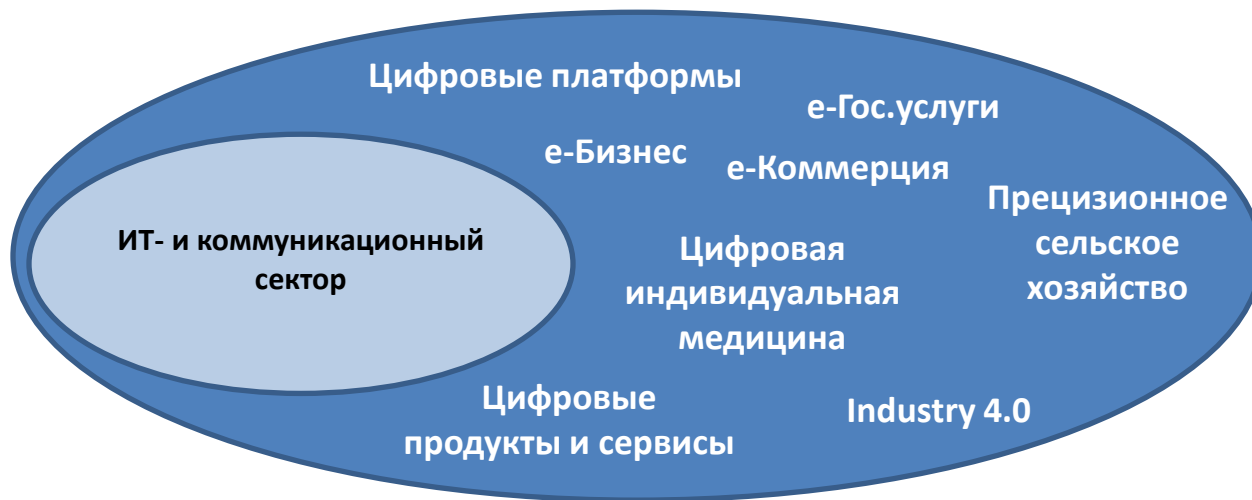 Цифровые платформы
е-Гос.услуги
е-Бизнес
е-Коммерция
Прецизионное
сельское
хозяйство
ИТ- и коммуникационный
сектор
Цифровая
индивидуальная
медицина
Цифровые
продукты и сервисы
Industry 4.0